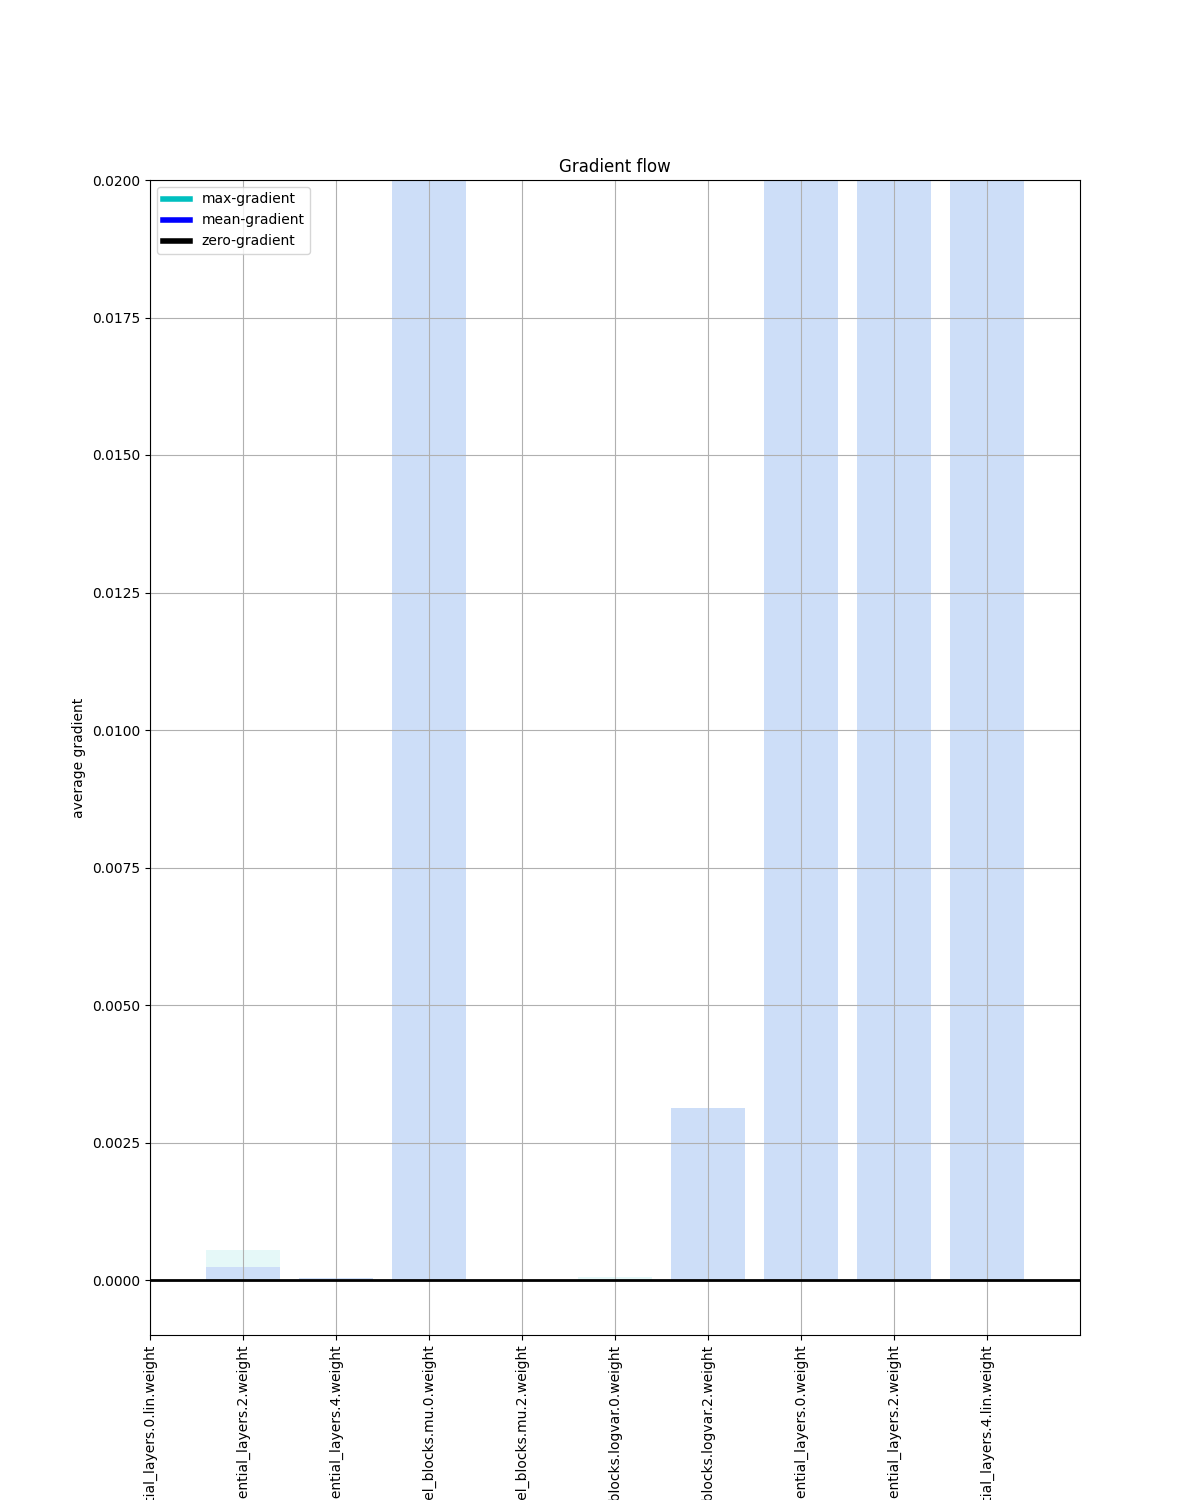 Gradient flow
max-gradient
mean-gradient
zero-gradient
0.0200
0.0175
0.0150
0.0125
0.0100
0.0075
0.0050
0.0025
0.0000
average gradient
tial_layers.0.lin.weight
ential_layers.2.weight
ential_layers.4.weight
el_blocks.mu.0.weight
el_blocks.mu.2.weight
blocks.logvar.0.weight
blocks.logvar.2.weight
ential_layers.0.weight
ential_layers.2.weight
tial_layers.4.lin.weight